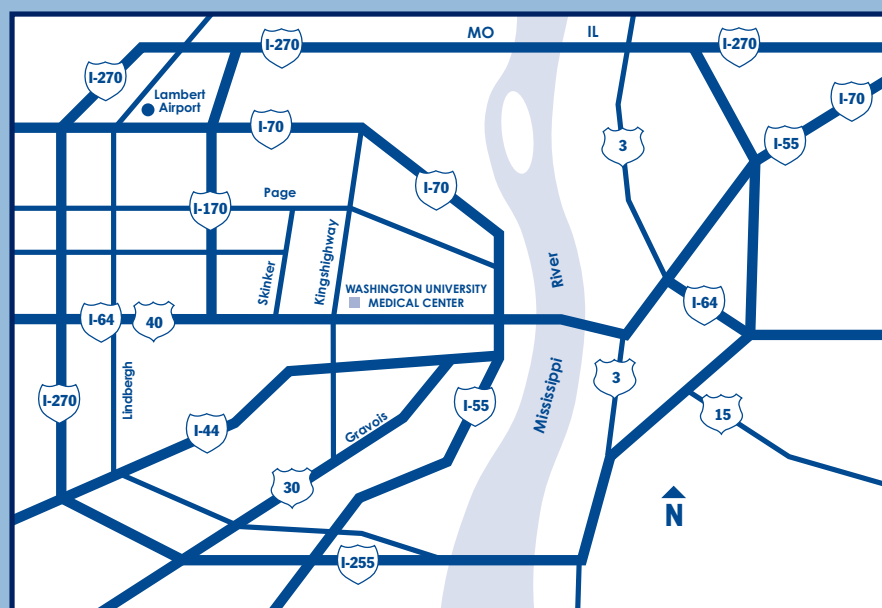 MO
IL
I-270
I-270
I-270
Lambert
Airport
I-70
I-70
I-55
3
I-70
Page
I-170
Skinker
Kingshighway
River
WASHINGTON UNIVERSITY
MEDICAL CENTER
I-64
40
I-64
Lindbergh
I-270
I-44
Gravois
I-55
Mississippi
3
15
30
N
I-255